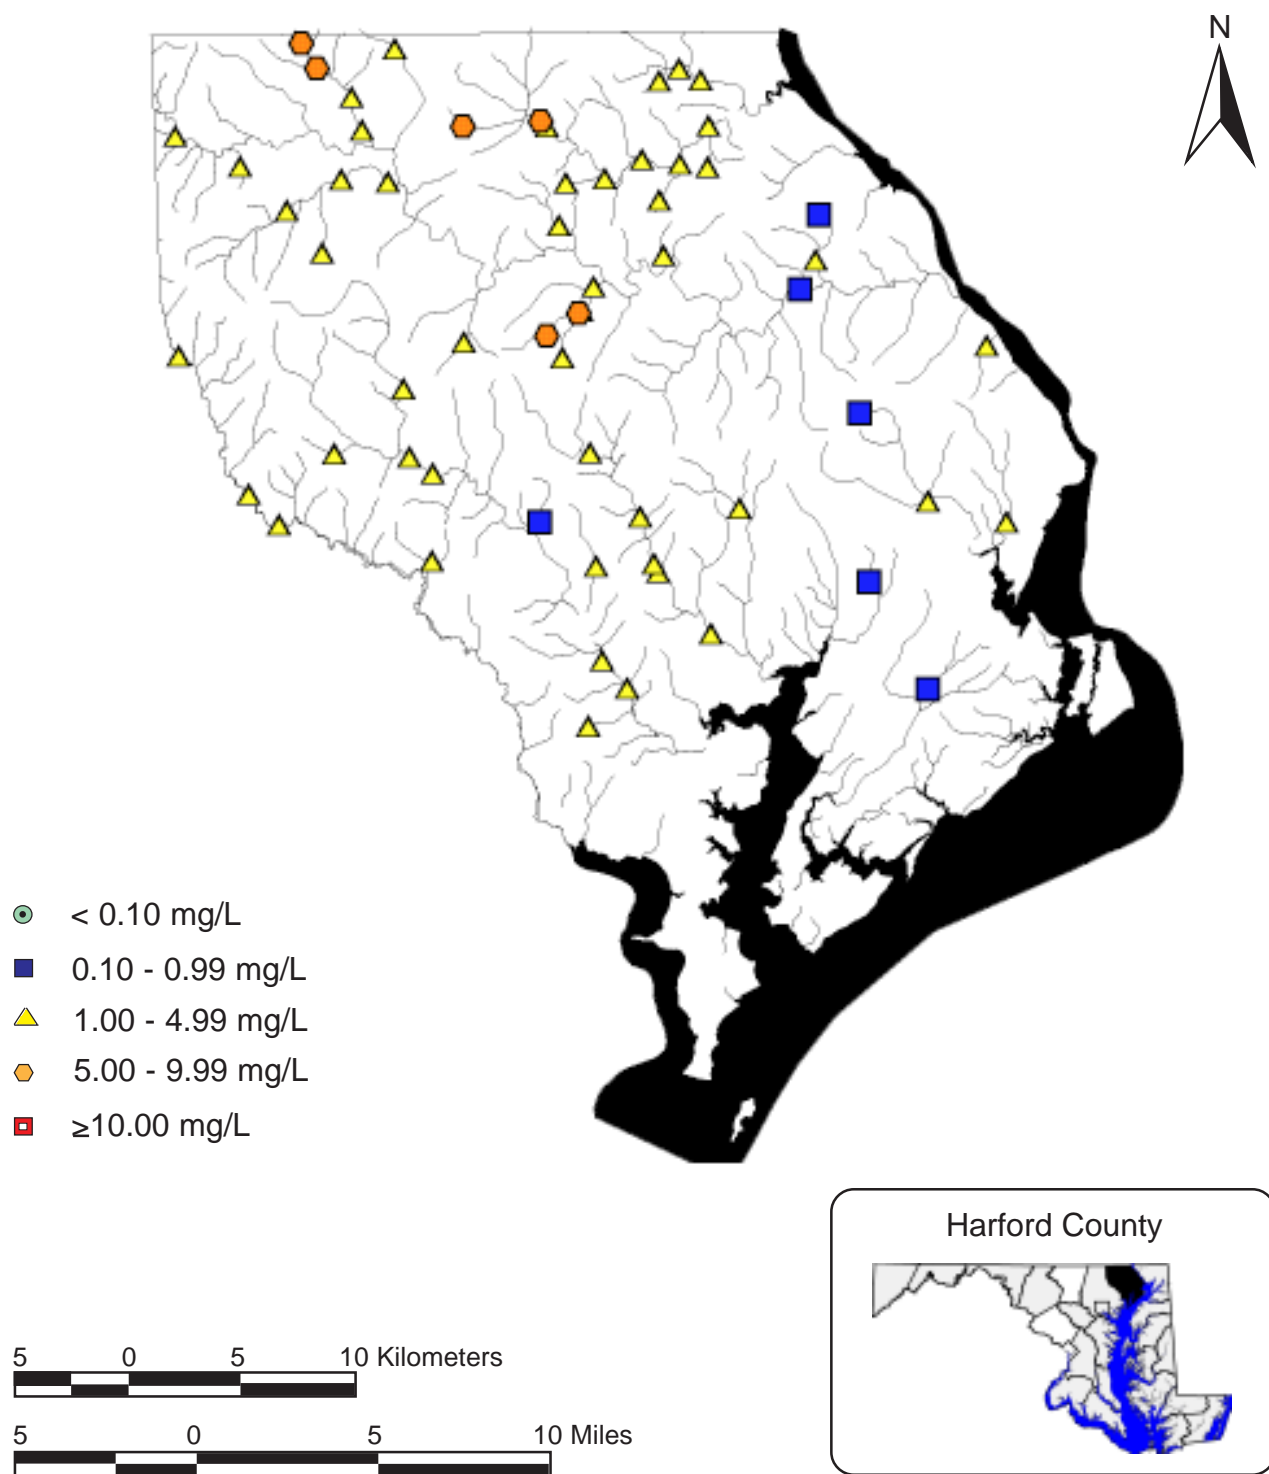 N
< 0.10 mg/L
0.10 - 0.99 mg/L
1.00 - 4.99 mg/L
5.00 - 9.99 mg/L
≥10.00 mg/L
Harford County
5 0 5 10 Kilometers
5 0 5 10 Miles